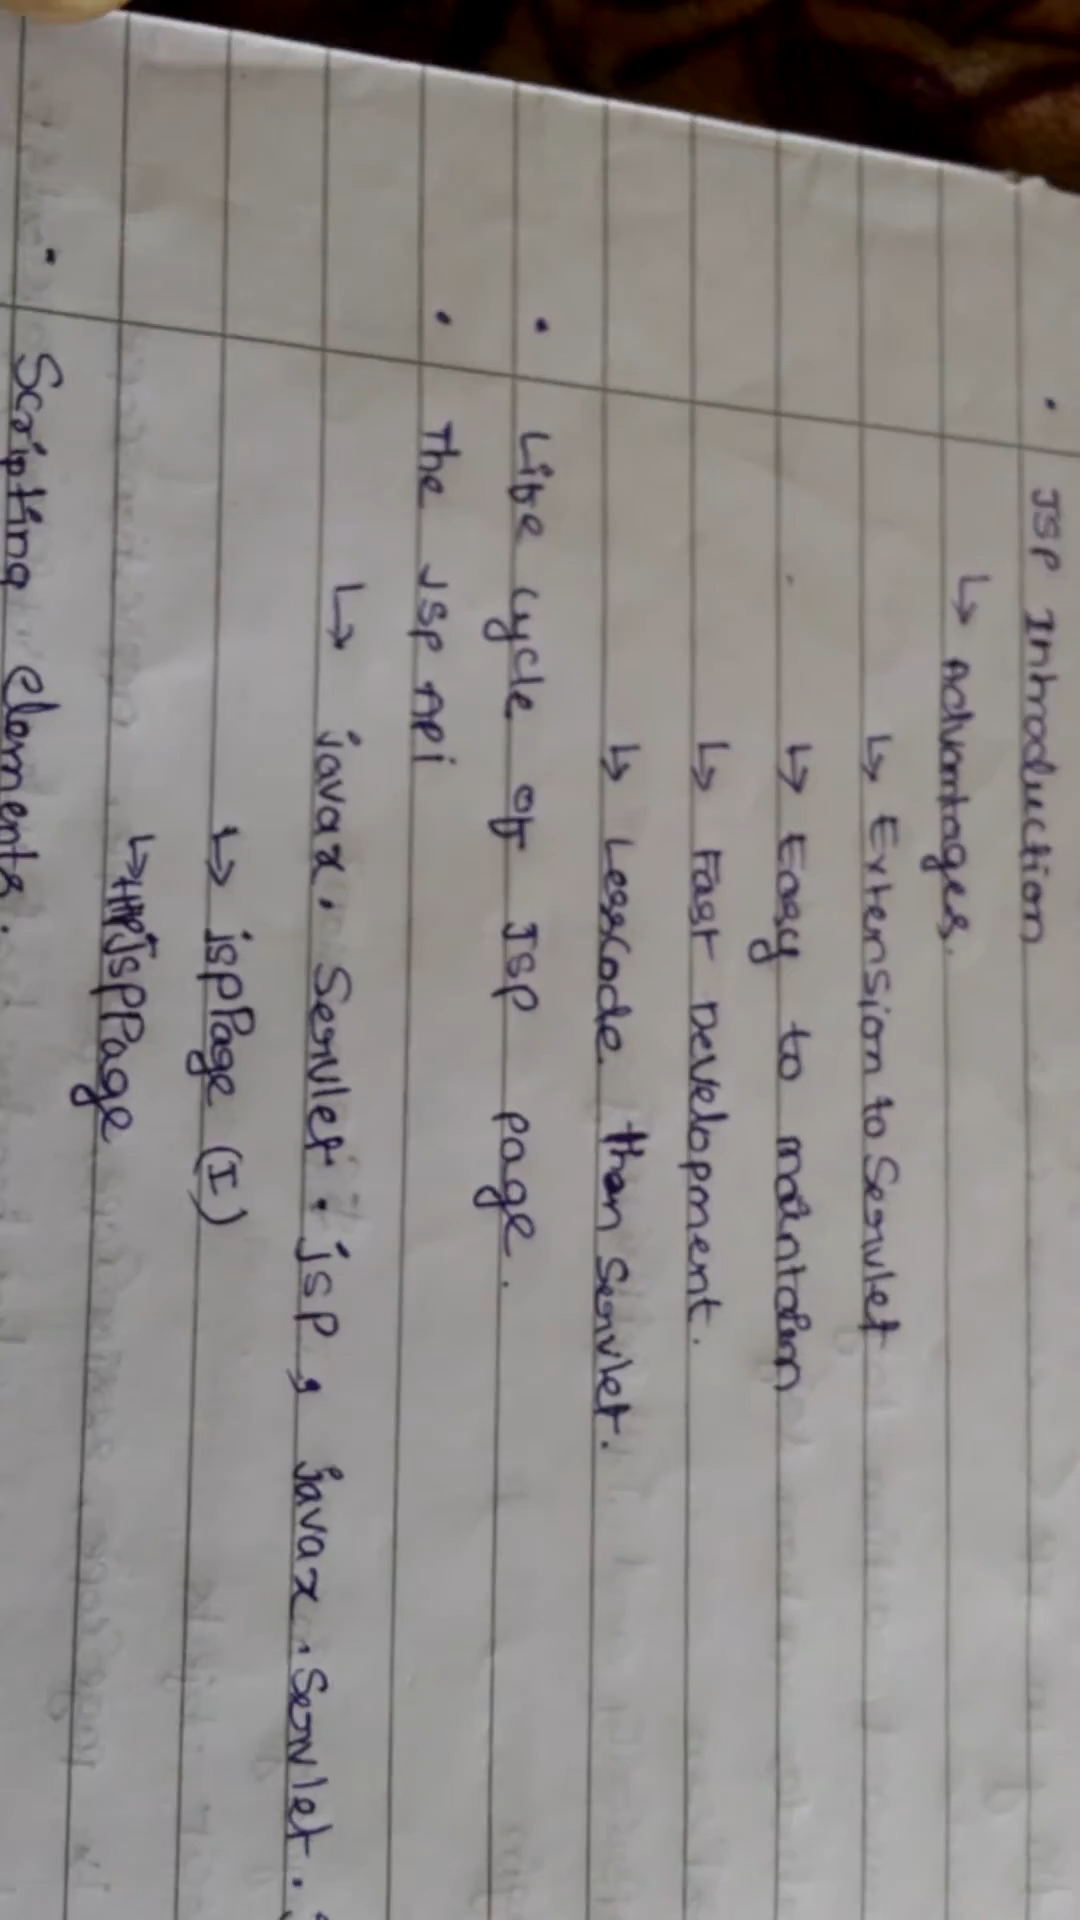 • JSP Introduction
↳ Advantages.
↳ Extension to Servlet
↳ Easy to maintain
↳ Fast Development.
↳ Less Code than Servlet.
• Life cycle of JSP page.
• The JSP API
↳ javax. Servlet. jsp, javax. Servlet.
↳ jspPage (I)
↳ HttpJspPage
• Scripting elements.